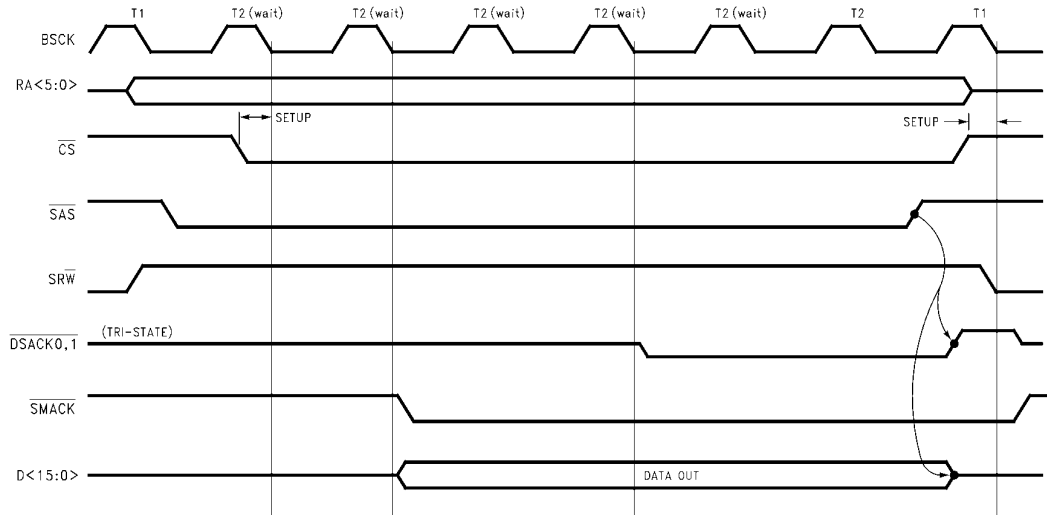 T1 T2 (wait) T2 (wait) T2 (wait) T2 (wait) T2 (wait) T2 T1
BSCK
RA<5:0>
SETUP SETUP
CS
SAS
SRW
DSACK0,1 (TRI-STATE)
SMACK
D<15:0> DATA OUT